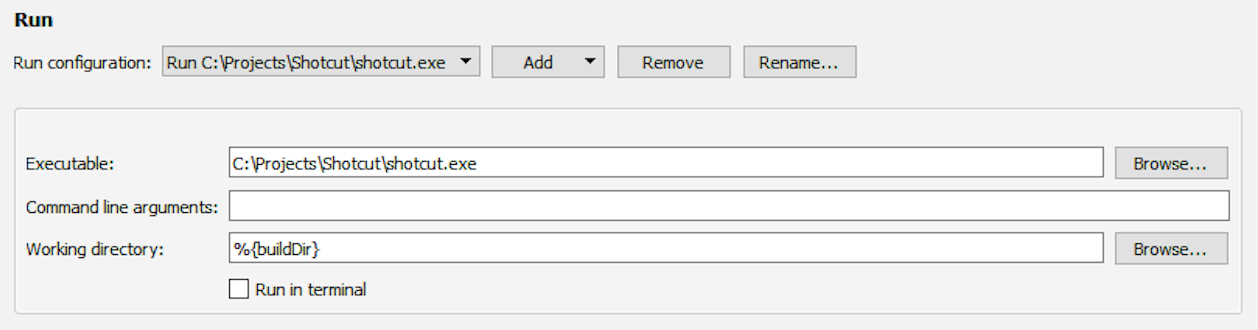 Run
Run configuration: Run C:\Projects\Shotcut\shotcut.exe Add Remove Rename...
Executable: C:\Projects\Shotcut\shotcut.exe Browse...
Command line arguments:
Working directory: %{buildDir} Browse...
Run in terminal